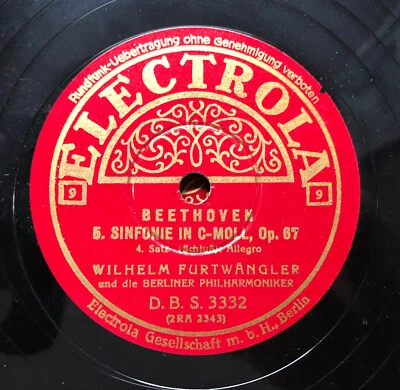 Rundfunk-Uebertragung ohne Genehmigung verboten
ELECTROLA
9 9
BEETHOVEN
5. SINFONIE IN C-MOLL, Op. 67
4. Satz (Schluß): Allegro
WILHELM FURTWÄNGLER
und die BERLINER PHILHARMONIKER
D. B. S. 3332
(2RA 2343)
Electrola Gesellschaft m. b. H., Berlin